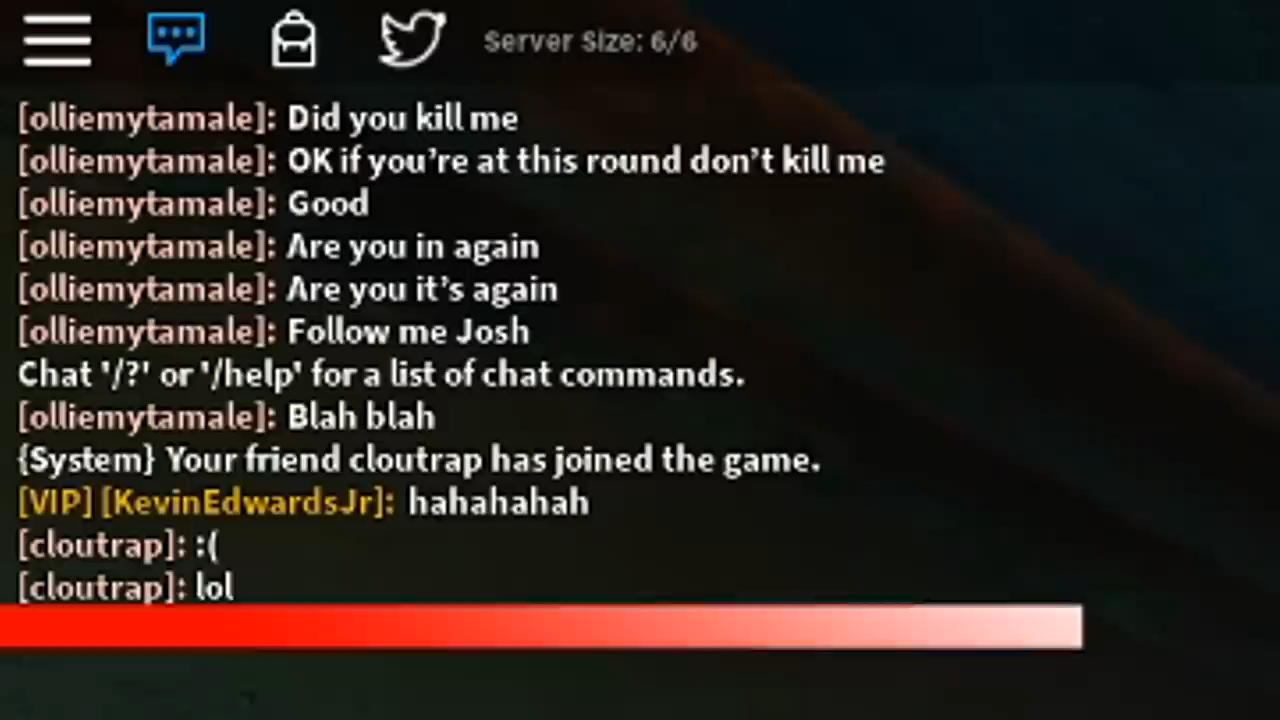 Server Size: 6/6
[olliemytamale]: Did you kill me
[olliemytamale]: OK if you’re at this round don’t kill me
[olliemytamale]: Good
[olliemytamale]: Are you in again
[olliemytamale]: Are you it’s again
[olliemytamale]: Follow me Josh
Chat '/?' or '/help' for a list of chat commands.
[olliemytamale]: Blah blah
{System} Your friend cloutrap has joined the game.
[VIP] [KevinEdwardsJr]: hahahahah
[cloutrap]: :(
[cloutrap]: lol